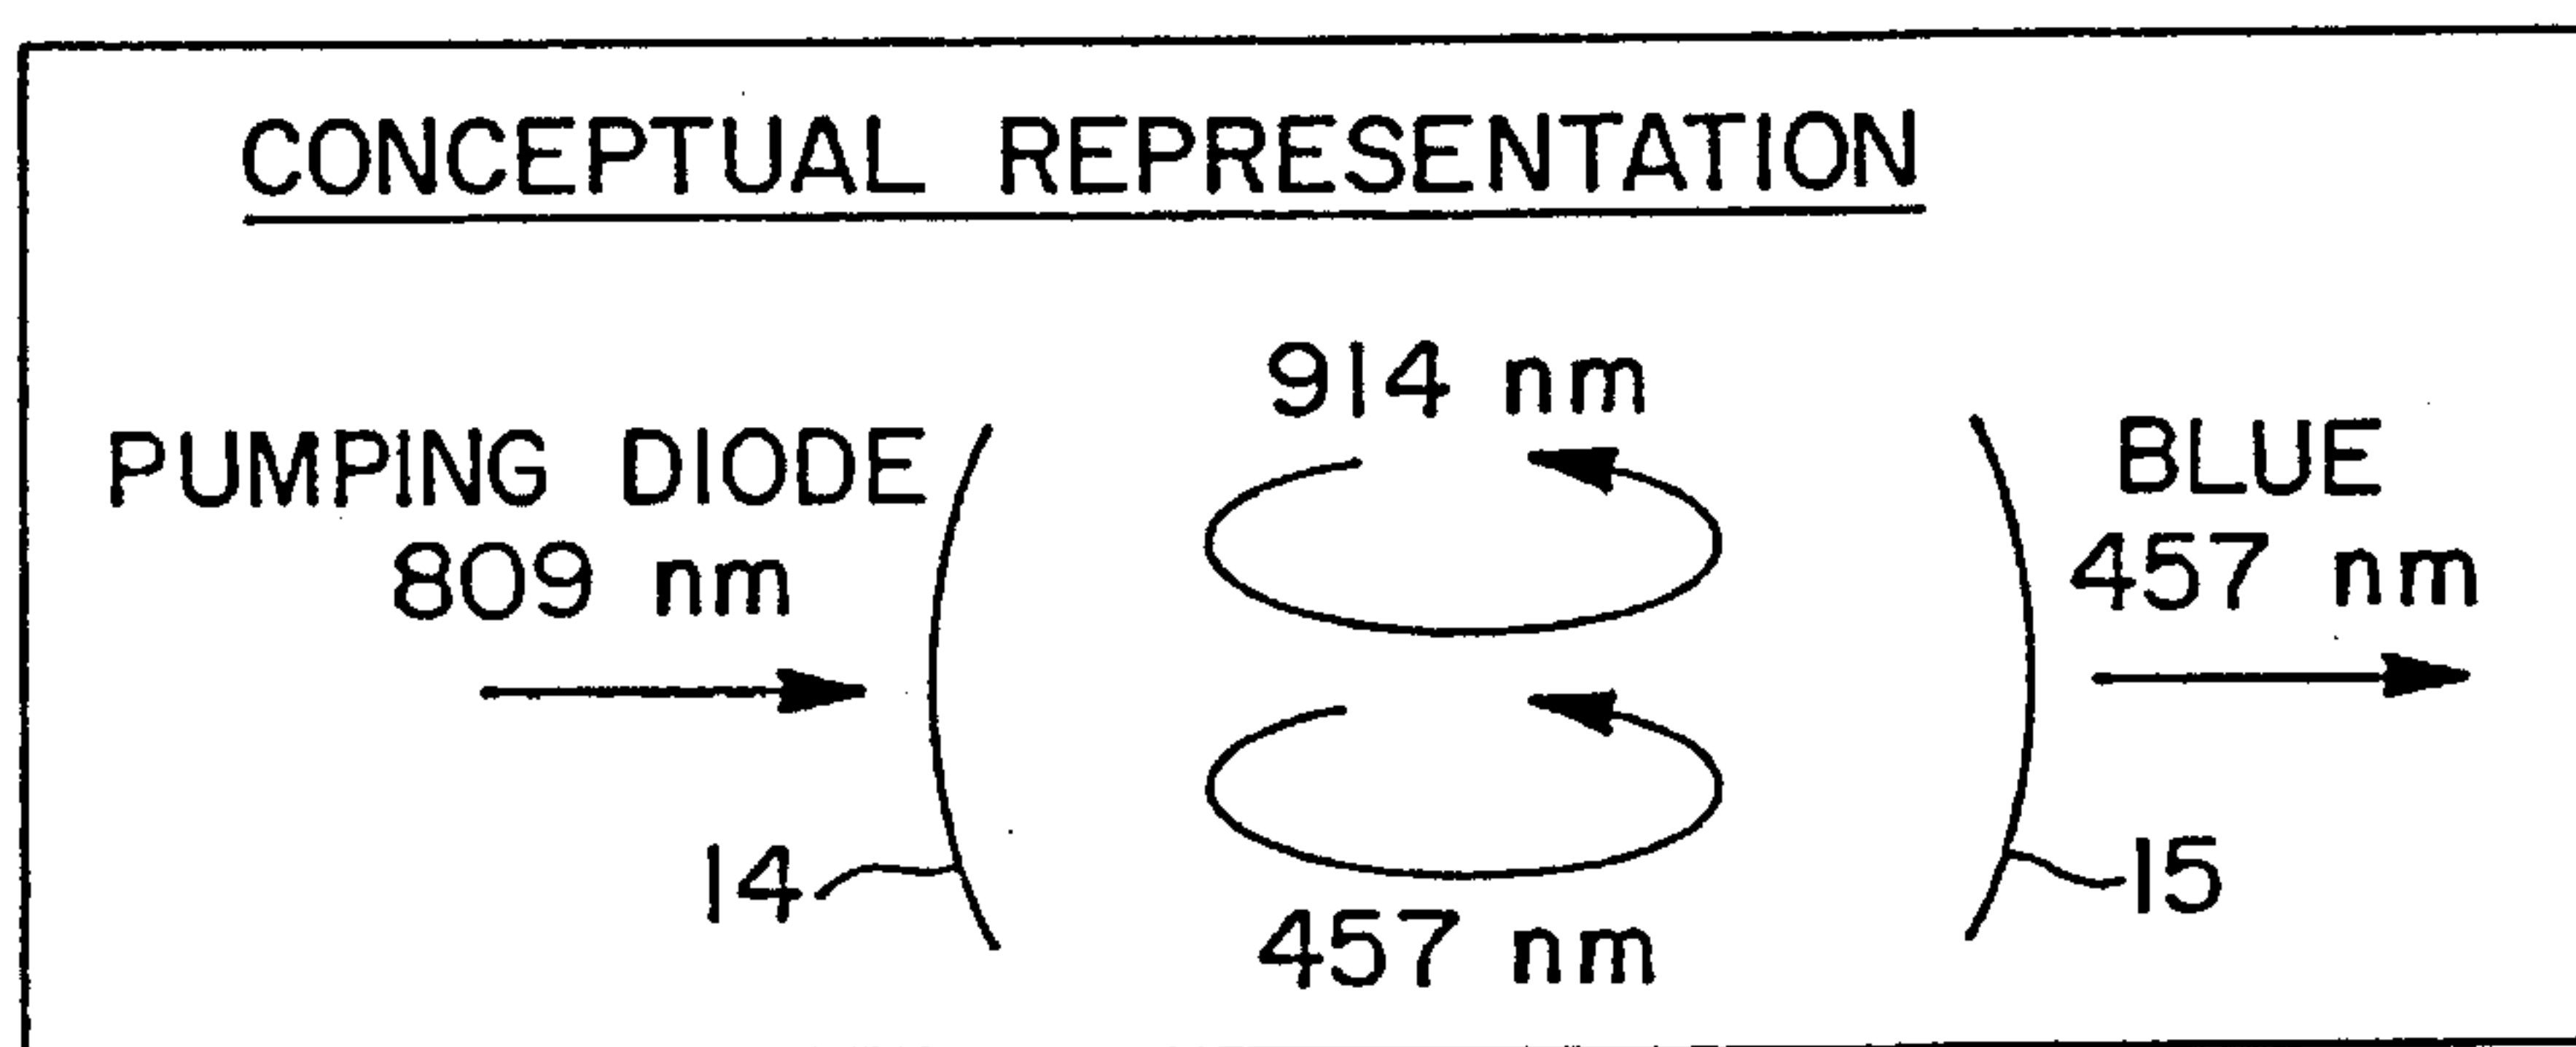 CONCEPTUAL REPRESENTATION
914 nm
PUMPING DIODE
809 nm
BLUE
457 nm
14
15
457 nm